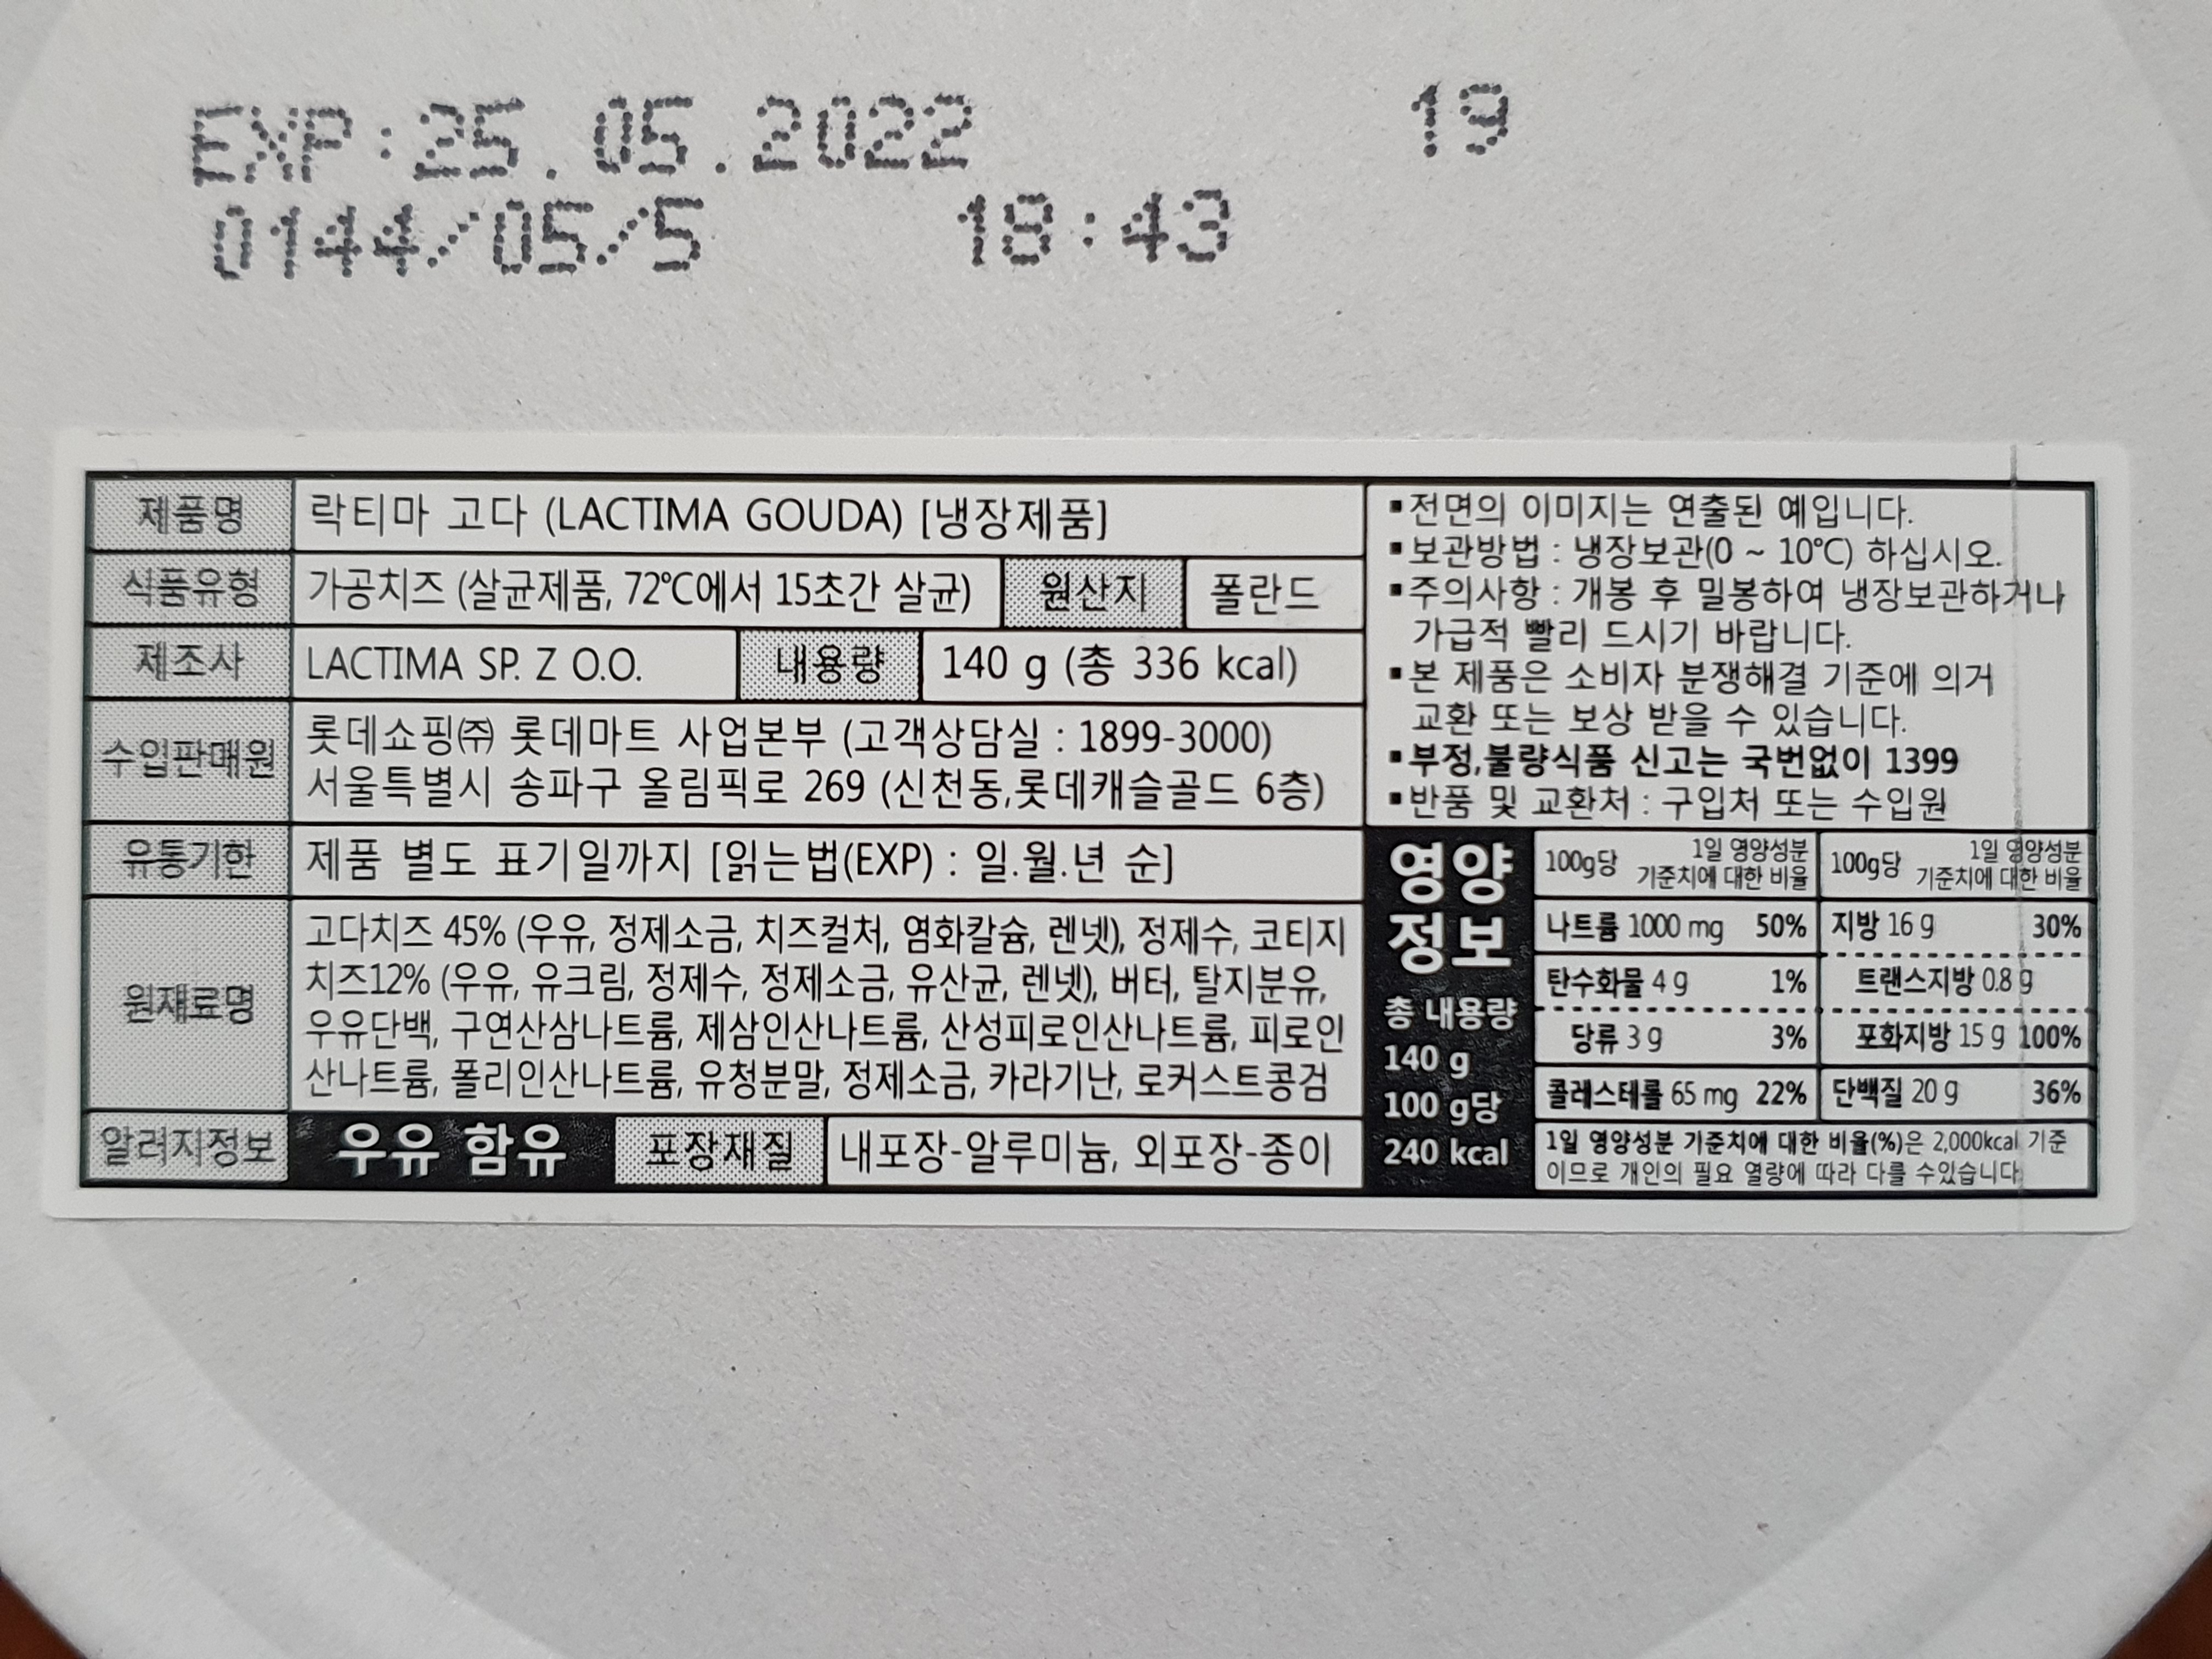 EXP:25.05.2022 19
0144/05/5 18:43
제품명 락티마 고다 (LACTIMA GOUDA) [냉장제품]
식품유형 가공치즈 (살균제품, 72℃에서 15초간 살균) 원산지 폴란드
제조사 LACTIMA SP. Z O.O. 내용량 140 g (총 336 kcal)
수입판매원 롯데쇼핑㈜ 롯데마트 사업본부 (고객상담실 : 1899-3000)
서울특별시 송파구 올림픽로 269 (신천동,롯데캐슬골드 6층)
유통기한 제품 별도 표기일까지 [읽는법(EXP) : 일.월.년 순]
원재료명 고다치즈 45% (우유, 정제소금, 치즈컬처, 염화칼슘, 렌넷), 정제수, 코티지
치즈12% (우유, 유크림, 정제수, 정제소금, 유산균, 렌넷), 버터, 탈지분유,
우유단백, 구연산삼나트륨, 제삼인산나트륨, 산성피로인산나트륨, 피로인
산나트륨, 폴리인산나트륨, 유청분말, 정제소금, 카라기난, 로커스트콩검
알러지정보 우유 함유 포장재질 내포장-알루미늄, 외포장-종이
▪전면의 이미지는 연출된 예입니다.
▪보관방법 : 냉장보관(0 ~ 10℃) 하십시오.
▪주의사항 : 개봉 후 밀봉하여 냉장보관하거나
가급적 빨리 드시기 바랍니다.
▪본 제품은 소비자 분쟁해결 기준에 의거
교환 또는 보상 받을 수 있습니다.
▪부정,불량식품 신고는 국번없이 1399
▪반품 및 교환처 : 구입처 또는 수입원
영양
정보
총 내용량
140 g
100 g당
240 kcal
100g당 1일 영양성분
기준치에 대한 비율
100g당 1일 영양성분
기준치에 대한 비율
나트륨 1000 mg 50% 지방 16 g 30%
탄수화물 4 g 1% 트랜스지방 0.8 g
당류 3 g 3% 포화지방 15 g 100%
콜레스테롤 65 mg 22% 단백질 20 g 36%
1일 영양성분 기준치에 대한 비율(%)은 2,000kcal 기준
이므로 개인의 필요 열량에 따라 다를 수있습니다